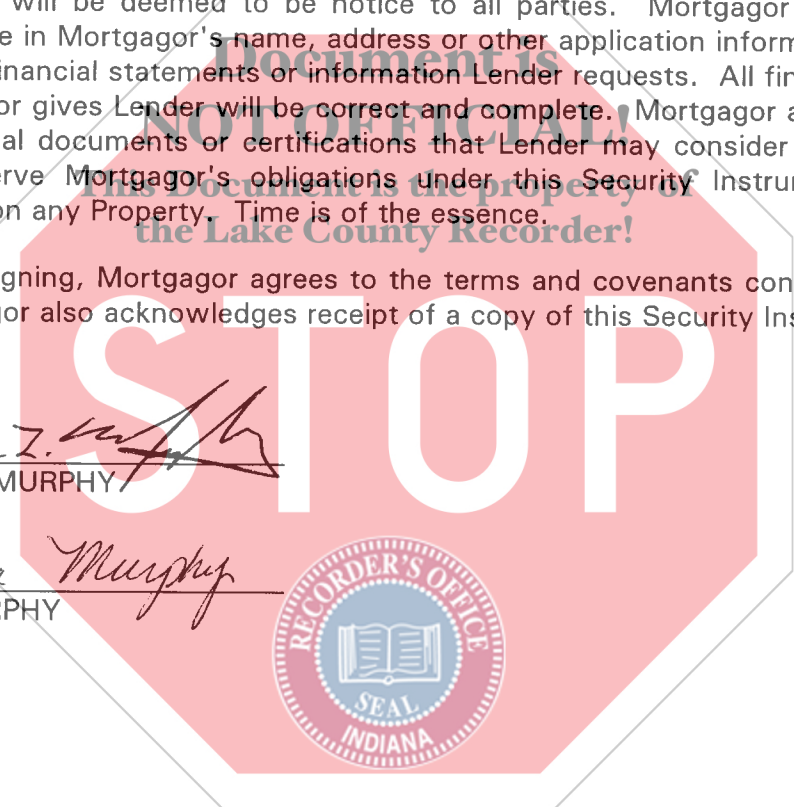 will be deemed to be notice to all parties. Mortgagor
e in Mortgagor's name, address or other application inform
inancial statements or information Lender requests. All fin
or gives Lender will be correct and complete. Mortgagor a
al documents or certifications that Lender may consider
erve Mortgagor's obligations under this Security Instrum
on any Property. Time is of the essence.
Document is
NOT OFFICIAL!
This Document is the property of
the Lake County Recorder!
gning, Mortgagor agrees to the terms and covenants con
gor also acknowledges receipt of a copy of this Security Ins
STOP
MURPHY
Murphy
RPHY
RECORDER'S OFFICE
SEAL
INDIANA